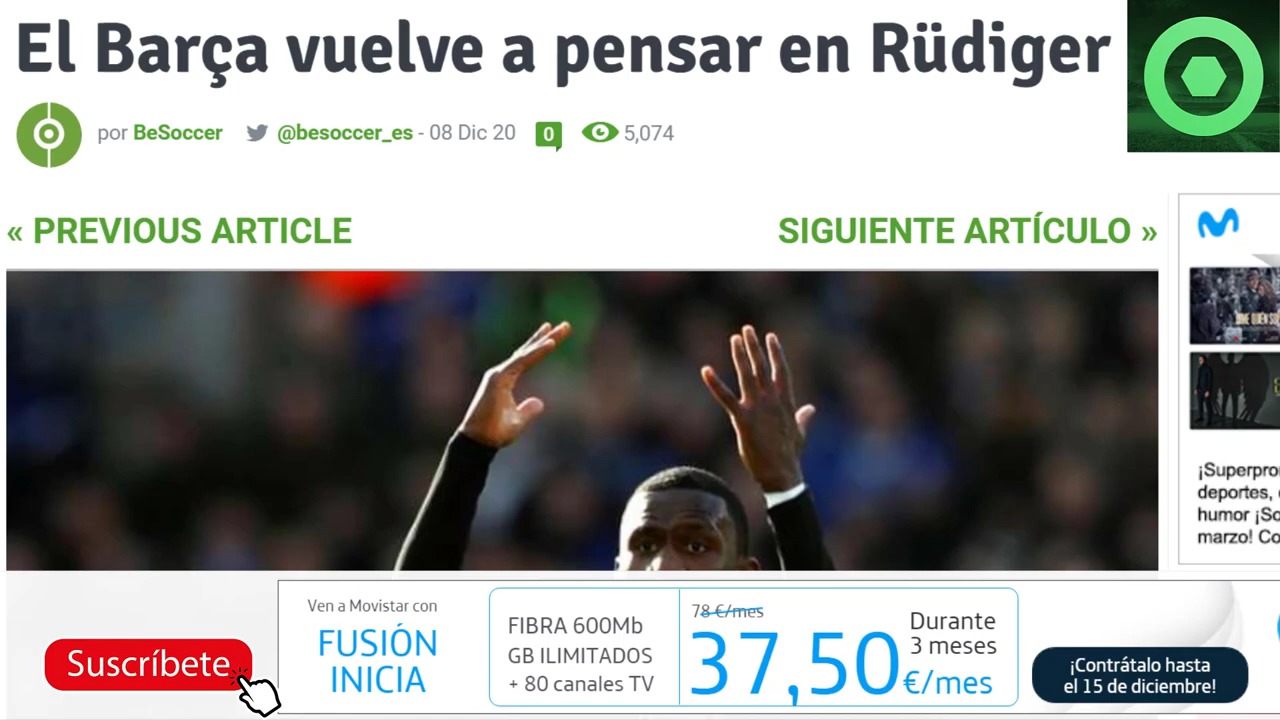 El Barça vuelve a pensar en Rüdiger
por BeSoccer @besoccer_es - 08 Dic 20 0 5,074
« PREVIOUS ARTICLE
SIGUIENTE ARTÍCULO »
¡Superpro
deportes,
humor ¡So
marzo! Co
Suscríbete
Ven a Movistar con
FUSIÓN
INICIA
FIBRA 600Mb
GB ILIMITADOS
+ 80 canales TV
78 €/mes
37,50
€/mes
Durante
3 meses
¡Contrátalo hasta
el 15 de diciembre!